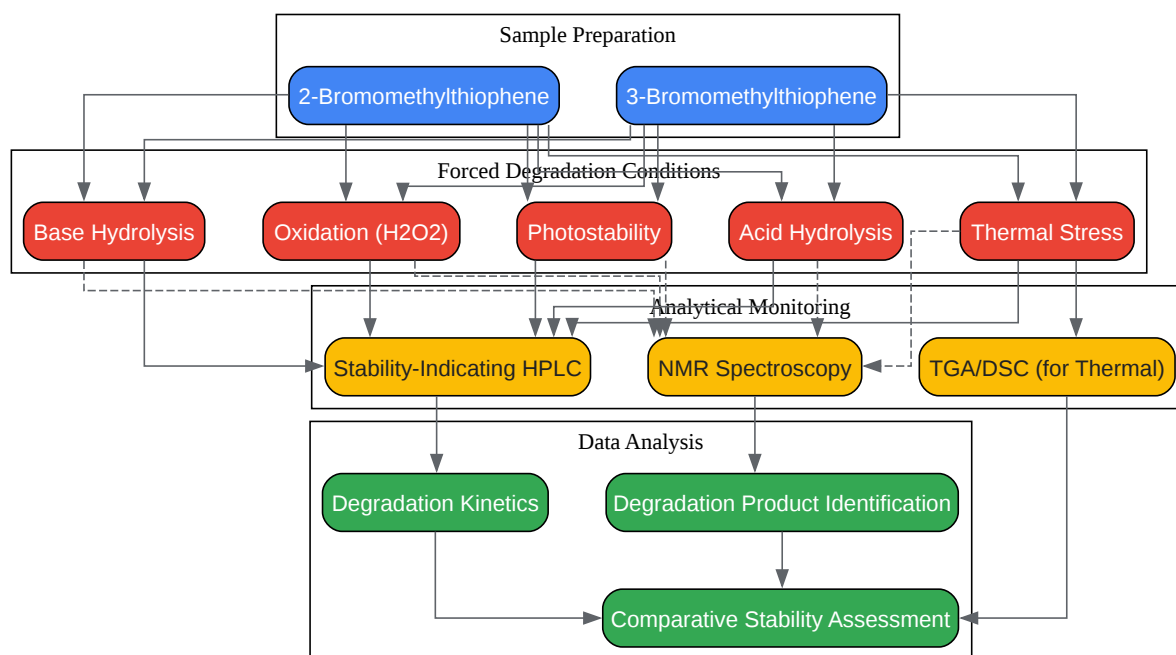 Sample Preparation
2-Bromomethylthiophene
3-Bromomethylthiophene
Forced Degradation Conditions
Base Hydrolysis
Oxidation (H2O2)
Photostability
Acid Hydrolysis
Thermal Stress
Analytical Monitoring
Stability-Indicating HPLC
NMR Spectroscopy
TGA/DSC (for Thermal)
Data Analysis
Degradation Kinetics
Degradation Product Identification
Comparative Stability Assessment